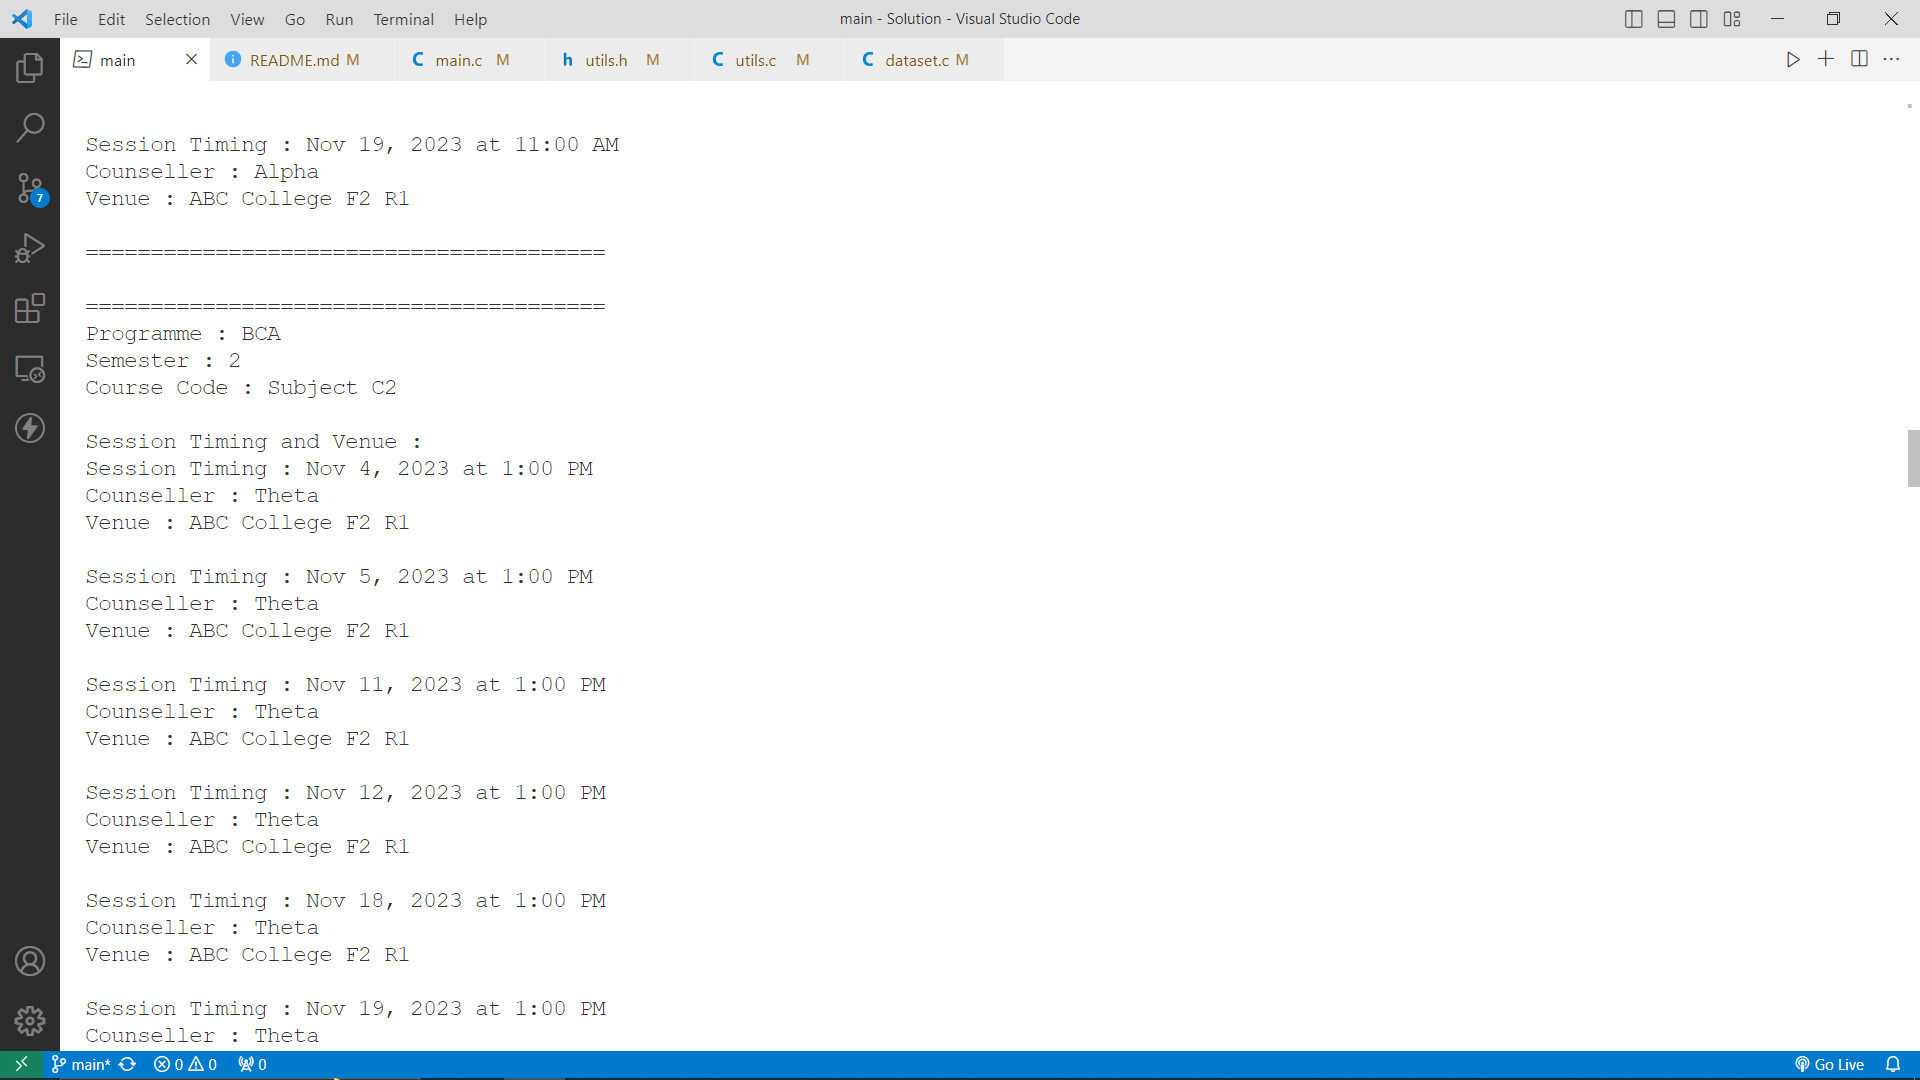 File Edit Selection View Go Run Terminal Help
main - Solution - Visual Studio Code
main README.md M main.c M utils.h M utils.c M dataset.c M
Session Timing : Nov 19, 2023 at 11:00 AM
Counseller : Alpha
Venue : ABC College F2 R1
========================================
========================================
Programme : BCA
Semester : 2
Course Code : Subject C2
Session Timing and Venue :
Session Timing : Nov 4, 2023 at 1:00 PM
Counseller : Theta
Venue : ABC College F2 R1
Session Timing : Nov 5, 2023 at 1:00 PM
Counseller : Theta
Venue : ABC College F2 R1
Session Timing : Nov 11, 2023 at 1:00 PM
Counseller : Theta
Venue : ABC College F2 R1
Session Timing : Nov 12, 2023 at 1:00 PM
Counseller : Theta
Venue : ABC College F2 R1
Session Timing : Nov 18, 2023 at 1:00 PM
Counseller : Theta
Venue : ABC College F2 R1
Session Timing : Nov 19, 2023 at 1:00 PM
Counseller : Theta
7
main* 0 0 0 Go Live